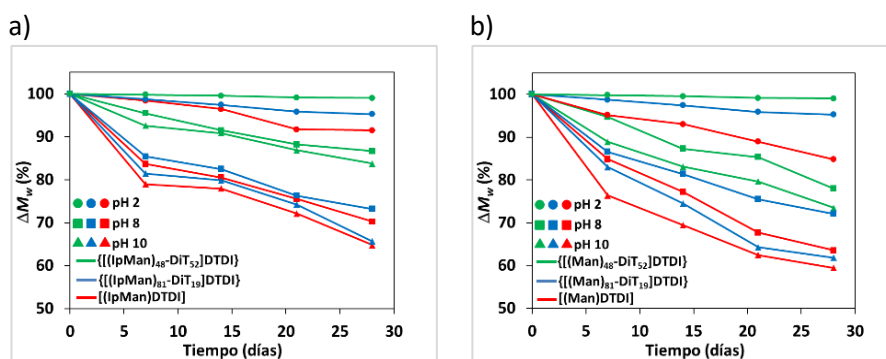 a)
100
90
80
70
60
50
ΔMw (%)
pH 2
pH 8
pH 10
{[(IpMan)48-DiT52]DTDI}
{[(IpMan)81-DiT19]DTDI}
[(IpMan)DTDI]
0 5 10 15 20 25 30
Tiempo (días)
b)
100
90
80
70
60
50
ΔMw (%)
pH 2
pH 8
pH 10
{[(Man)48-DiT52]DTDI}
{[(Man)81-DiT19]DTDI}
[(Man)DTDI]
0 5 10 15 20 25 30
Tiempo (días)